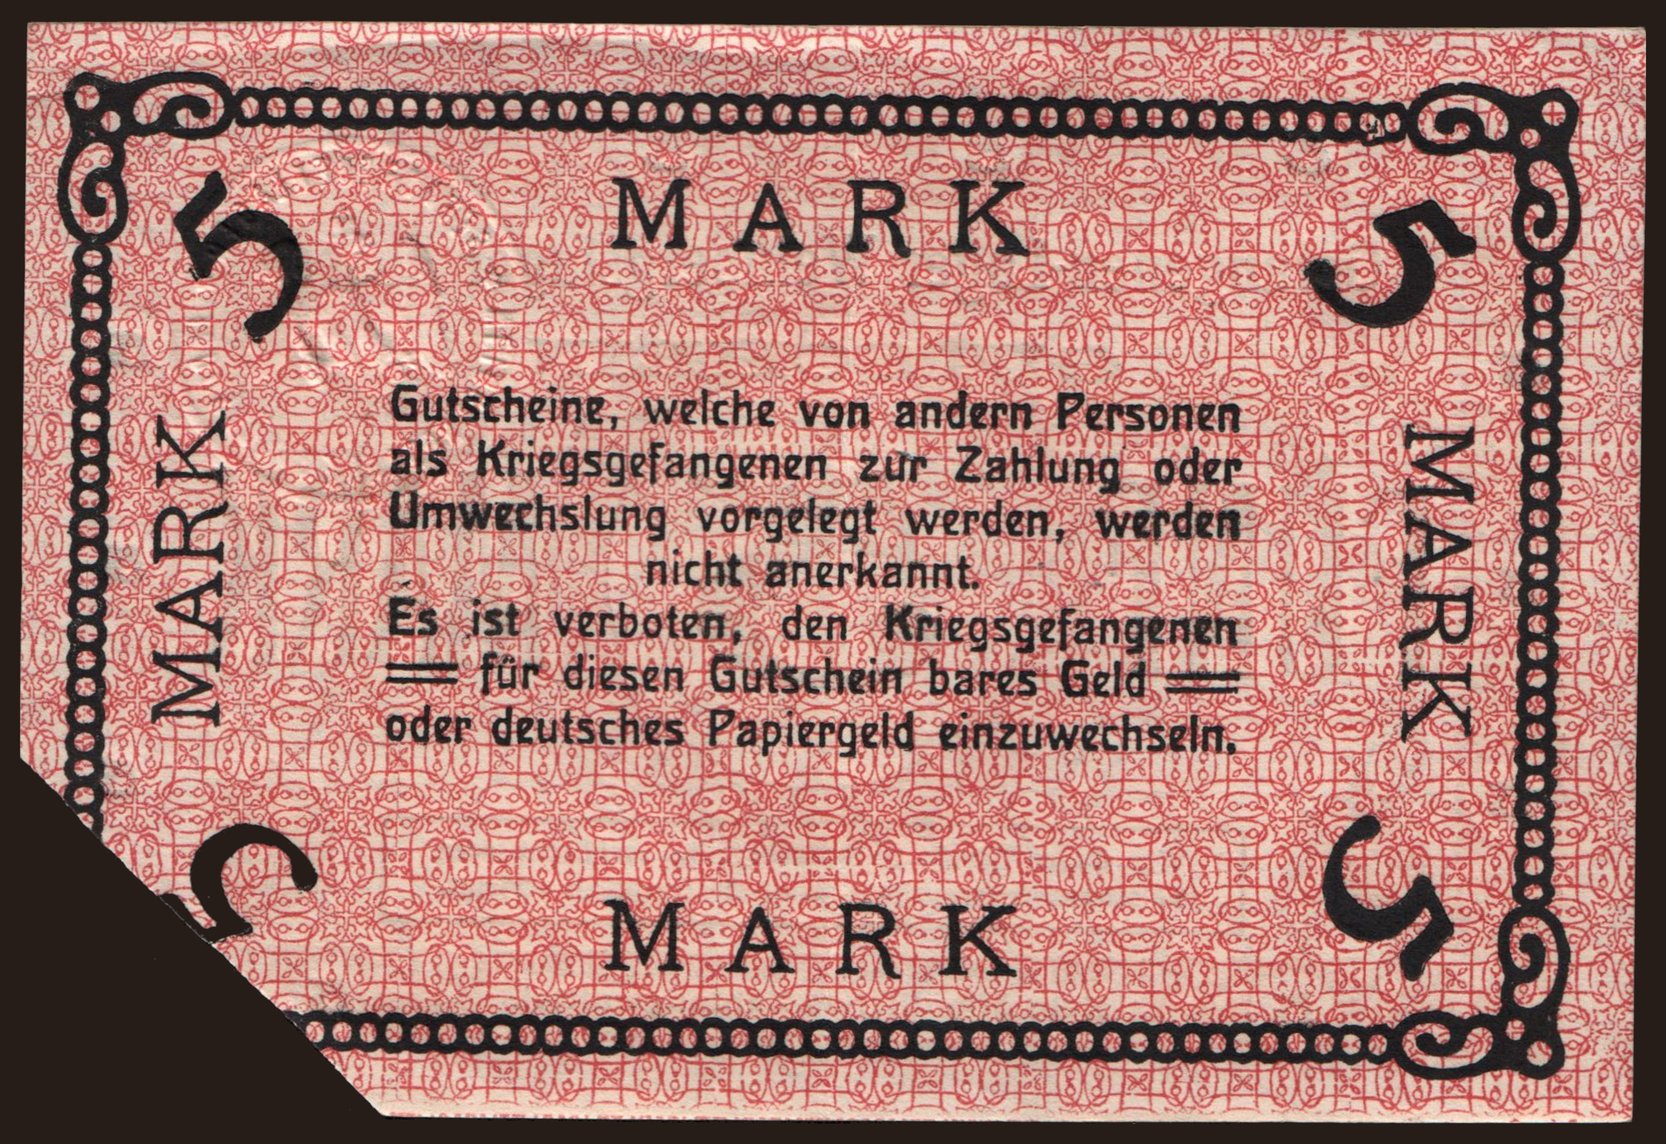 MARK
5
5
MARK
MARK
Gutscheine, welche von andern Personen
als Kriegsgefangenen zur Zahlung oder
Umwechslung vorgelegt werden, werden
nicht anerkannt.
Es ist verboten, den Kriegsgefangenen
für diesen Gutschein bares Geld
oder deutsches Papiergeld einzuwechseln.
5
5
MARK